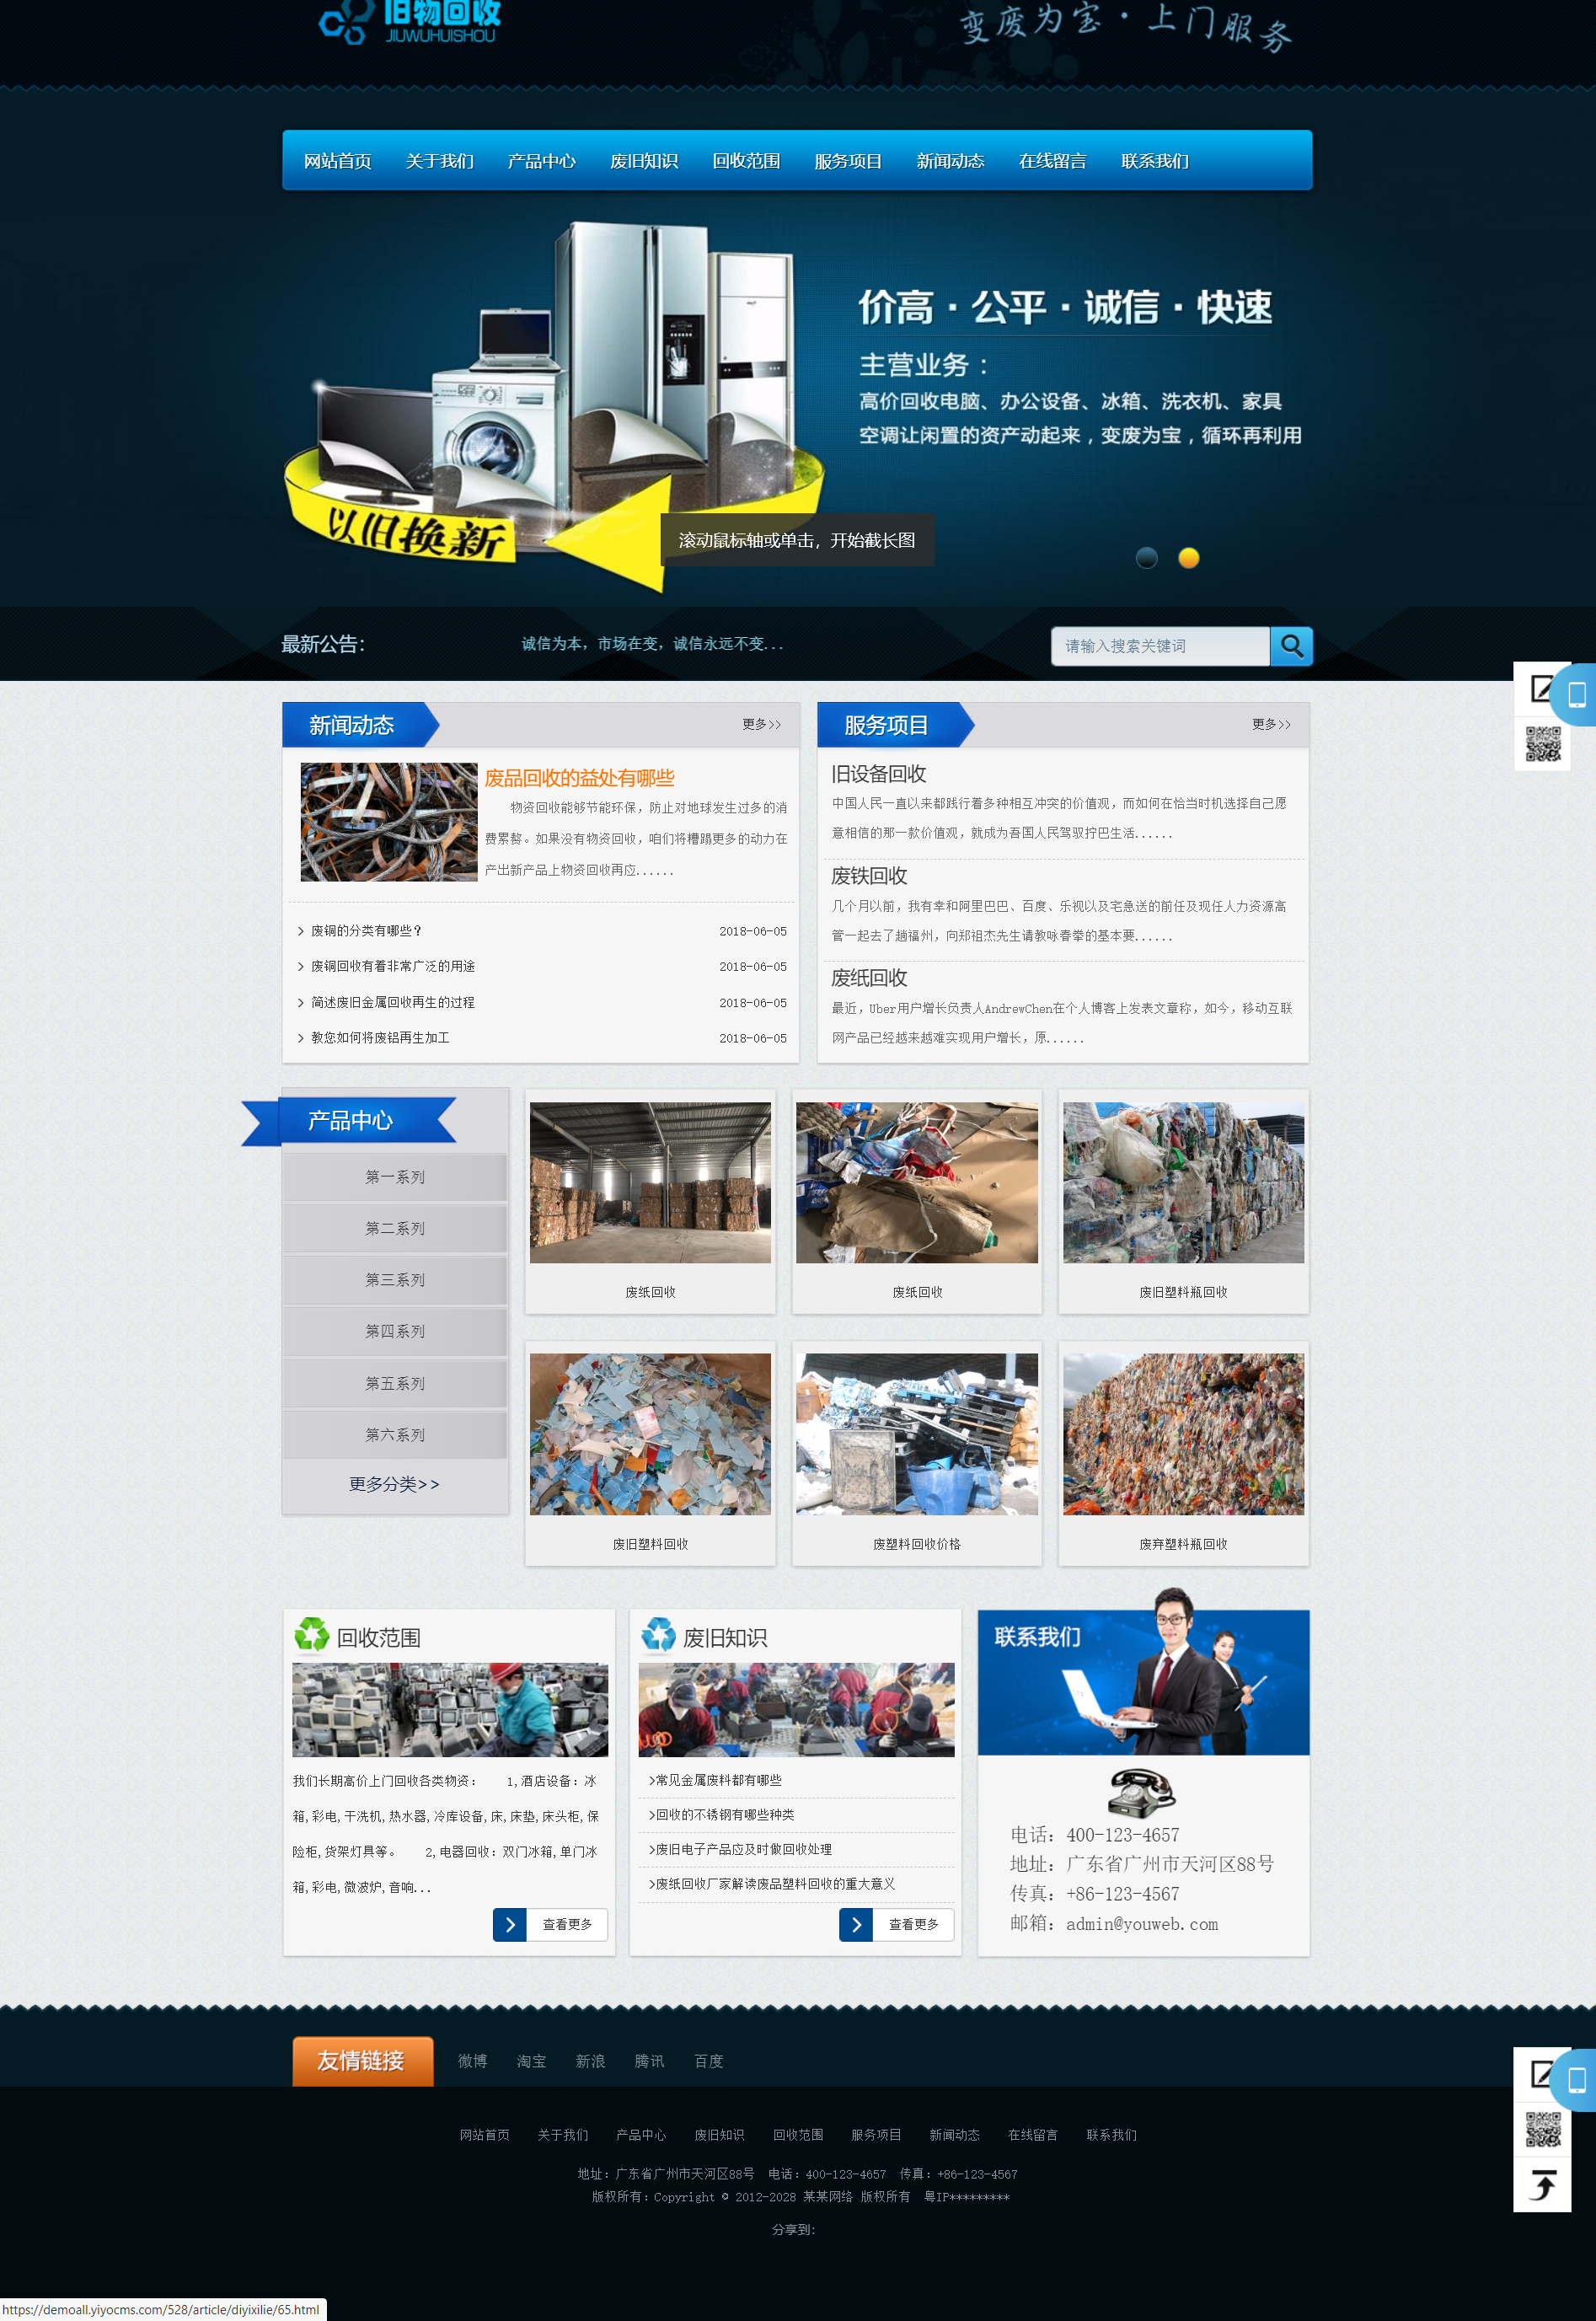 旧物回收
JIUWUHUISHOU
变废为宝·上门服务
网站首页 关于我们 产品中心 废旧知识 回收范围 服务项目 新闻动态 在线留言 联系我们
价高·公平·诚信·快速
主营业务：
高价回收电脑、办公设备、冰箱、洗衣机、家具
空调让闲置的资产动起来，变废为宝，循环再利用
以旧换新
滚动鼠标轴或单击，开始截长图
最新公告：
诚信为本，市场在变，诚信永远不变...
请输入搜索关键词
新闻动态
更多>>
废品回收的益处有哪些
物资回收能够节能环保，防止对地球发生过多的消
费累赘。如果没有物资回收，咱们将糟蹋更多的动力在
产出新产品上物资回收再应......
废铜的分类有哪些？ 2018-06-05
废铜回收有着非常广泛的用途 2018-06-05
简述废旧金属回收再生的过程 2018-06-05
教您如何将废铝再生加工 2018-06-05
服务项目
更多>>
旧设备回收
中国人民一直以来都践行着多种相互冲突的价值观，而如何在恰当时机选择自己愿
意相信的那一款价值观，就成为吾国人民驾驭拧巴生活......
废铁回收
几个月以前，我有幸和阿里巴巴、百度、乐视以及宅急送的前任及现任人力资源高
管一起去了趟福州，向郑祖杰先生请教咏春拳的基本要......
废纸回收
最近，Uber用户增长负责人AndrewChen在个人博客上发表文章称，如今，移动互联
网产品已经越来越难实现用户增长，原......
产品中心
第一系列
第二系列
第三系列
第四系列
第五系列
第六系列
更多分类>>
废纸回收 废纸回收 废旧塑料瓶回收
废旧塑料回收 废塑料回收价格 废弃塑料瓶回收
回收范围
我们长期高价上门回收各类物资： 1,酒店设备：冰
箱,彩电,干洗机,热水器,冷库设备,床,床垫,床头柜,保
险柜,货架灯具等。 2,电器回收：双门冰箱,单门冰
箱,彩电,微波炉,音响...
查看更多
废旧知识
>常见金属废料都有哪些
>回收的不锈钢有哪些种类
>废旧电子产品应及时做回收处理
>废纸回收厂家解读废品塑料回收的重大意义
查看更多
联系我们
电话：400-123-4657
地址：广东省广州市天河区88号
传真：+86-123-4567
邮箱：admin@youweb.com
友情链接 微博 淘宝 新浪 腾讯 百度
网站首页 关于我们 产品中心 废旧知识 回收范围 服务项目 新闻动态 在线留言 联系我们
地址：广东省广州市天河区88号 电话：400-123-4657 传真：+86-123-4567
版权所有：Copyright © 2012-2028 某某网络 版权所有 粤IP*********
分享到：
https://demoall.yiyocms.com/528/article/diyixilie/65.html